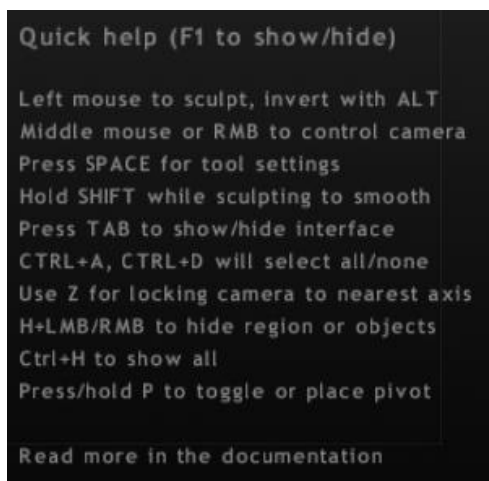 Quick help (F1 to show/hide)
Left mouse to sculpt, invert with ALT
Middle mouse or RMB to control camera
Press SPACE for tool settings
Hold SHIFT while sculpting to smooth
Press TAB to show/hide interface
CTRL+A, CTRL+D will select all/none
Use Z for locking camera to nearest axis
H+LMB/RMB to hide region or objects
Ctrl+H to show all
Press/hold P to toggle or place pivot
Read more in the documentation